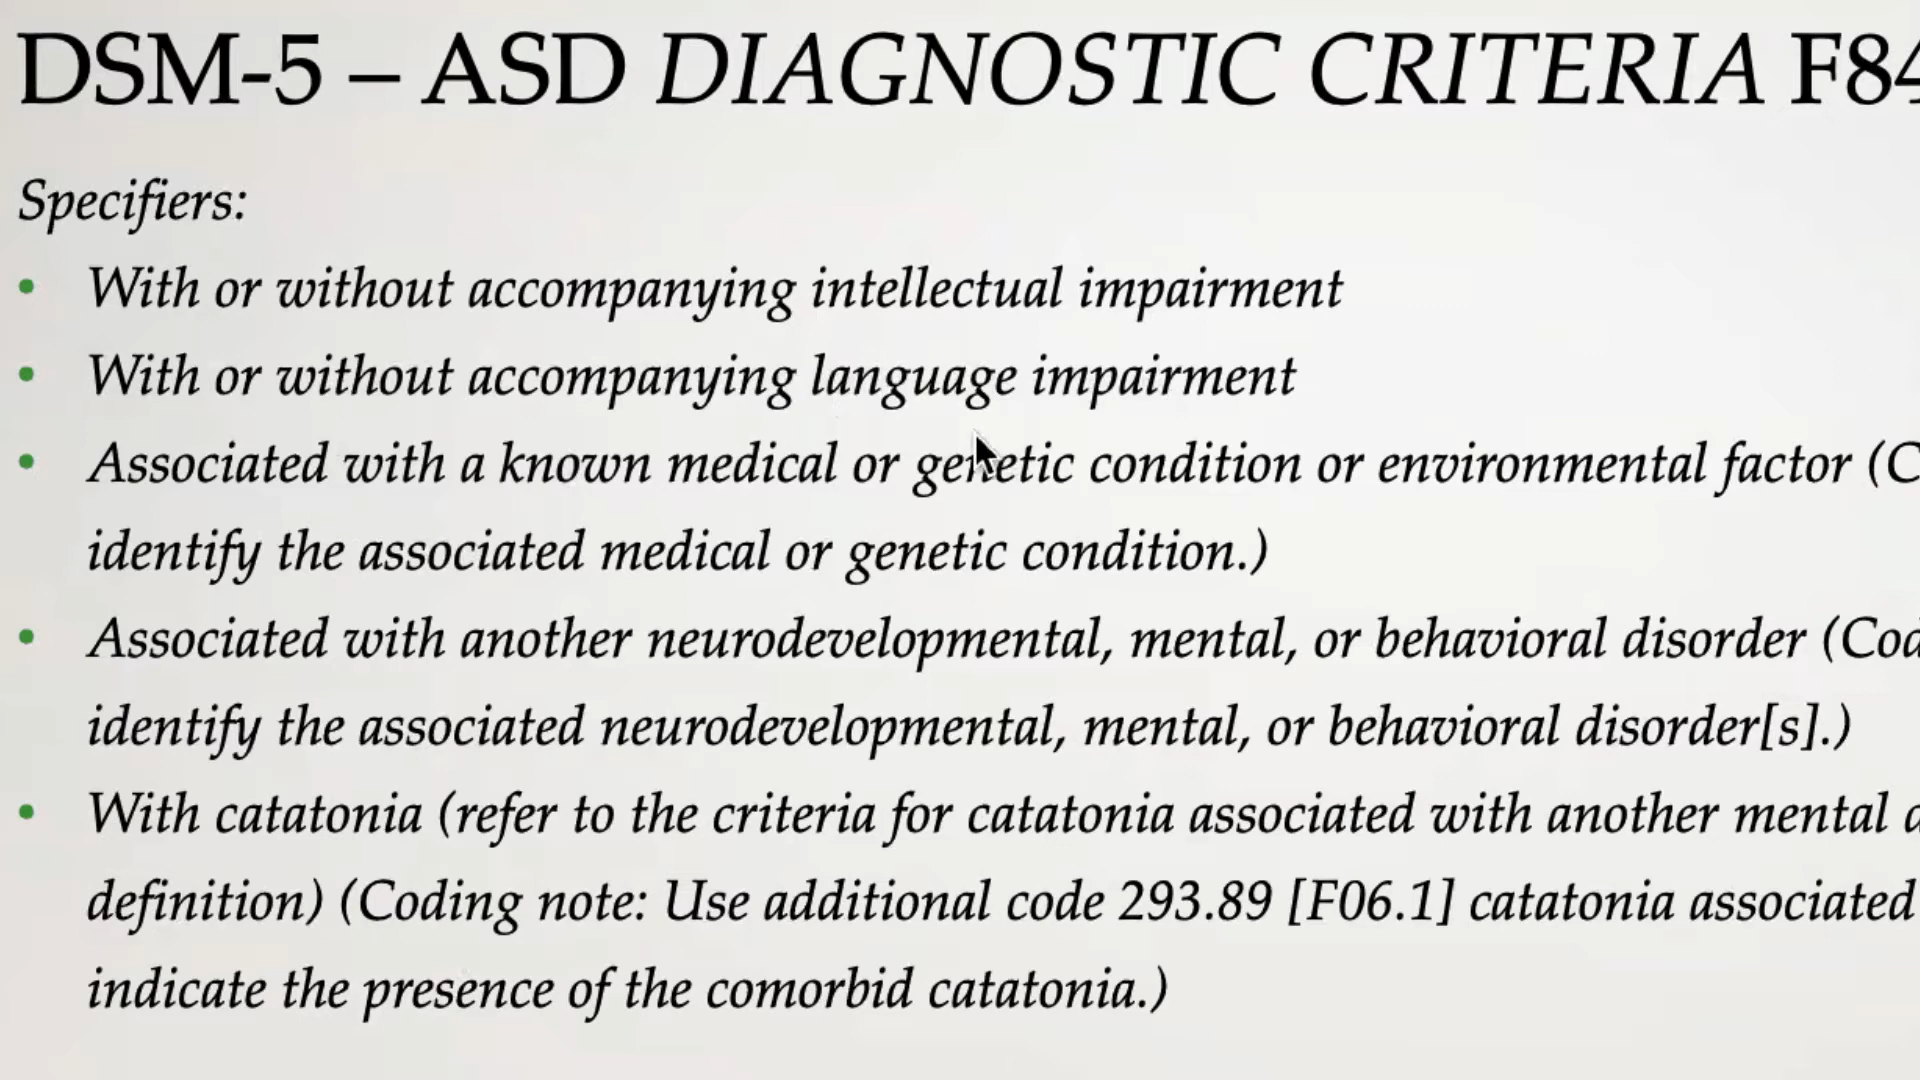 DSM-5 – ASD DIAGNOSTIC CRITERIA F84
Specifiers:
• With or without accompanying intellectual impairment
• With or without accompanying language impairment
• Associated with a known medical or genetic condition or environmental factor (C
identify the associated medical or genetic condition.)
• Associated with another neurodevelopmental, mental, or behavioral disorder (Cod
identify the associated neurodevelopmental, mental, or behavioral disorder[s].)
• With catatonia (refer to the criteria for catatonia associated with another mental
definition) (Coding note: Use additional code 293.89 [F06.1] catatonia associated
indicate the presence of the comorbid catatonia.)